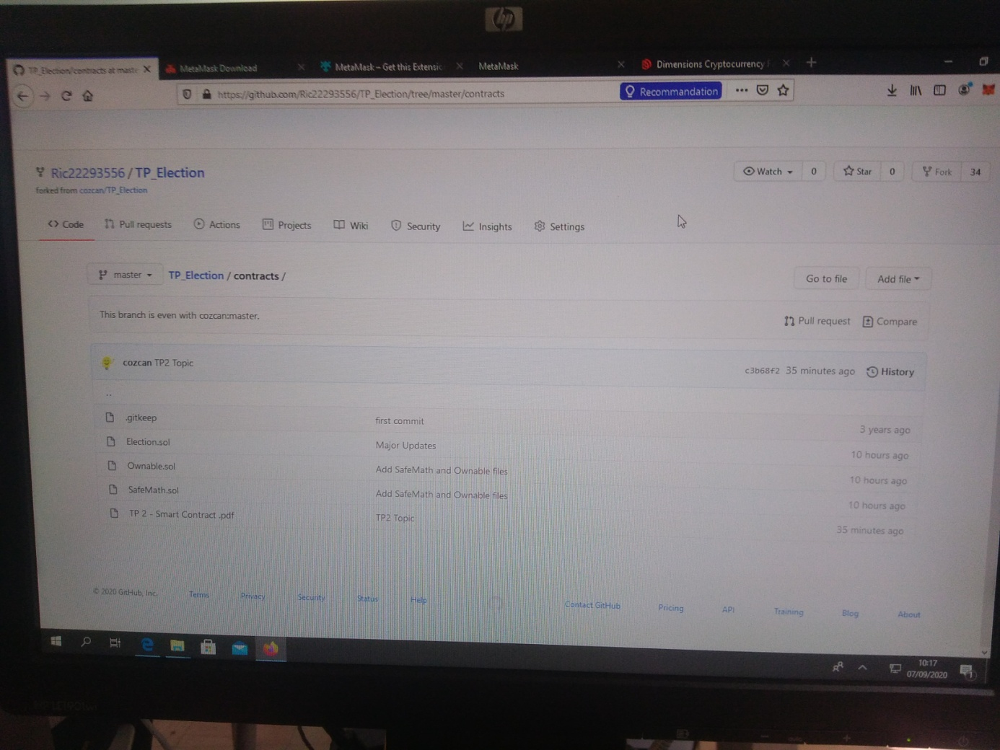 hp
TP_Election/contracts at maste
MetaMask Download
MetaMask – Get this Extensio
MetaMask
Dimensions Cryptocurrency
https://github.com/Ric22293556/TP_Election/tree/master/contracts
Recommandation
Ric22293556 / TP_Election
Watch 0
Star 0
Fork 34
forked from cozcan/TP_Election
<> Code
Pull requests
Actions
Projects
Wiki
Security
Insights
Settings
master
TP_Election / contracts /
Go to file
Add file
This branch is even with cozcan:master.
Pull request
Compare
cozcan TP2 Topic
c3b68f2 35 minutes ago
History
..
.gitkeep first commit 3 years ago
Election.sol Major Updates 10 hours ago
Ownable.sol Add SafeMath and Ownable files 10 hours ago
SafeMath.sol Add SafeMath and Ownable files 10 hours ago
TP 2 - Smart Contract .pdf TP2 Topic 35 minutes ago
© 2020 GitHub, Inc. Terms Privacy Security Status Help Contact GitHub Pricing API Training Blog About
10:17
07/09/2020
1